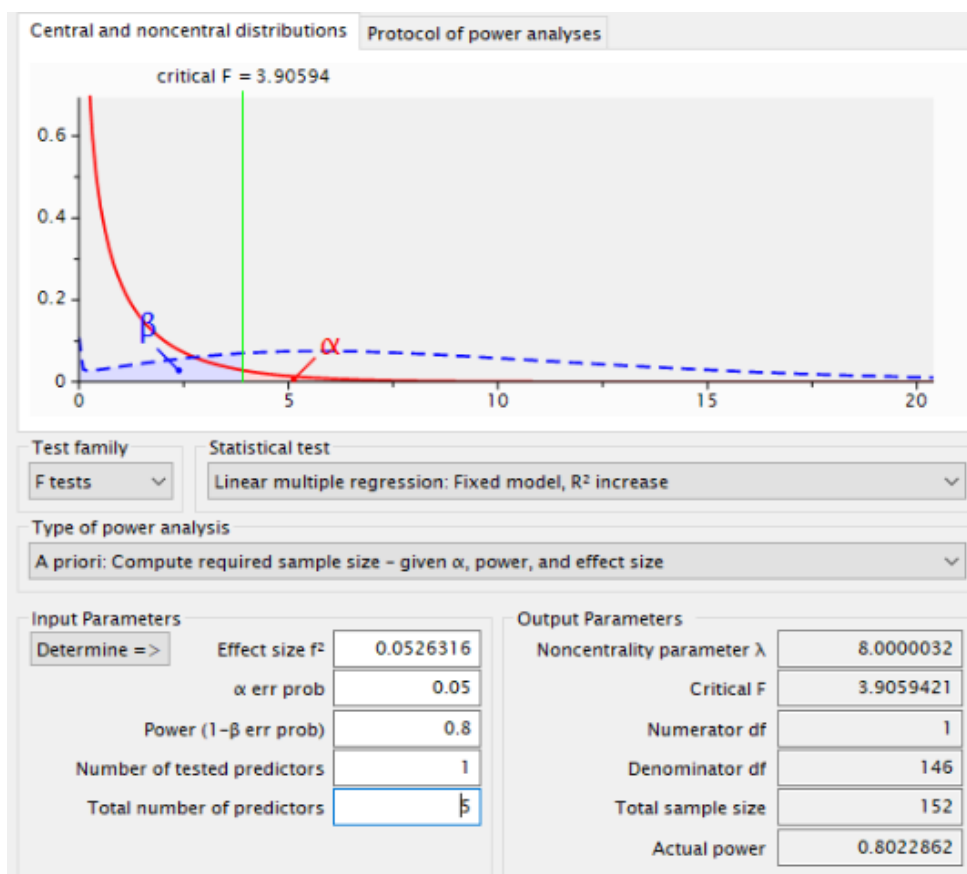 Central and noncentral distributions Protocol of power analyses
critical F = 3.90594
0.6
0.4
0.2
β
α
0
0 5 10 15 20
Test family Statistical test
F tests Linear multiple regression: Fixed model, R² increase
Type of power analysis
A priori: Compute required sample size – given α, power, and effect size
Input Parameters Output Parameters
Determine => Effect size f² 0.0526316 Noncentrality parameter λ 8.0000032
α err prob 0.05 Critical F 3.9059421
Power (1-β err prob) 0.8 Numerator df 1
Number of tested predictors 1 Denominator df 146
Total number of predictors 5 Total sample size 152
Actual power 0.8022862